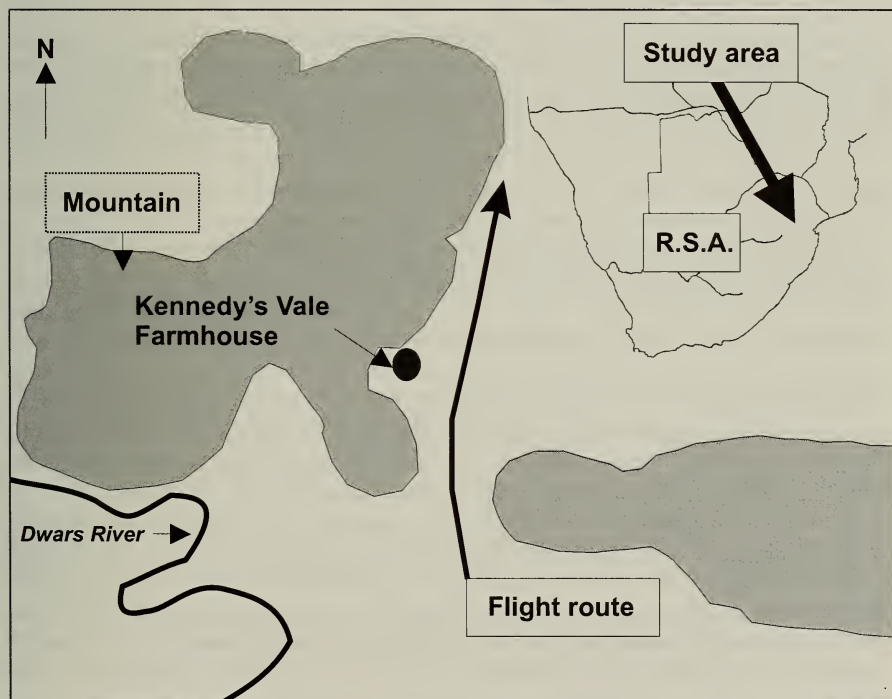 N
Study area
Mountain
R.S.A.
Kennedy's Vale
Farmhouse
Dwars River
Flight route